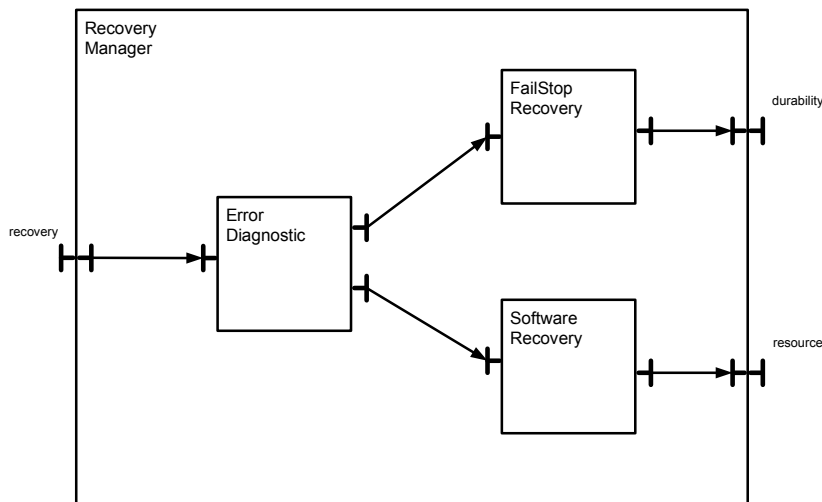 Recovery
Manager
FailStop
Recovery
durability
Error
Diagnostic
recovery
Software
Recovery
resource